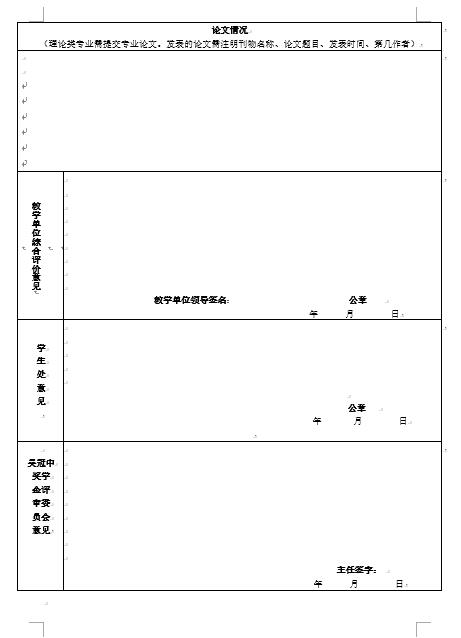 论文情况
（理论类专业需提交专业论文。发表的论文需注明刊物名称、论文题目、发表时间、第几作者）
教学单位综合评价意见
教学单位领导签名： 公章
年 月 日
学生处意见
公章
年 月 日
吴冠中
奖学
金评
审委
员会
意见
主任签字：
年 月 日